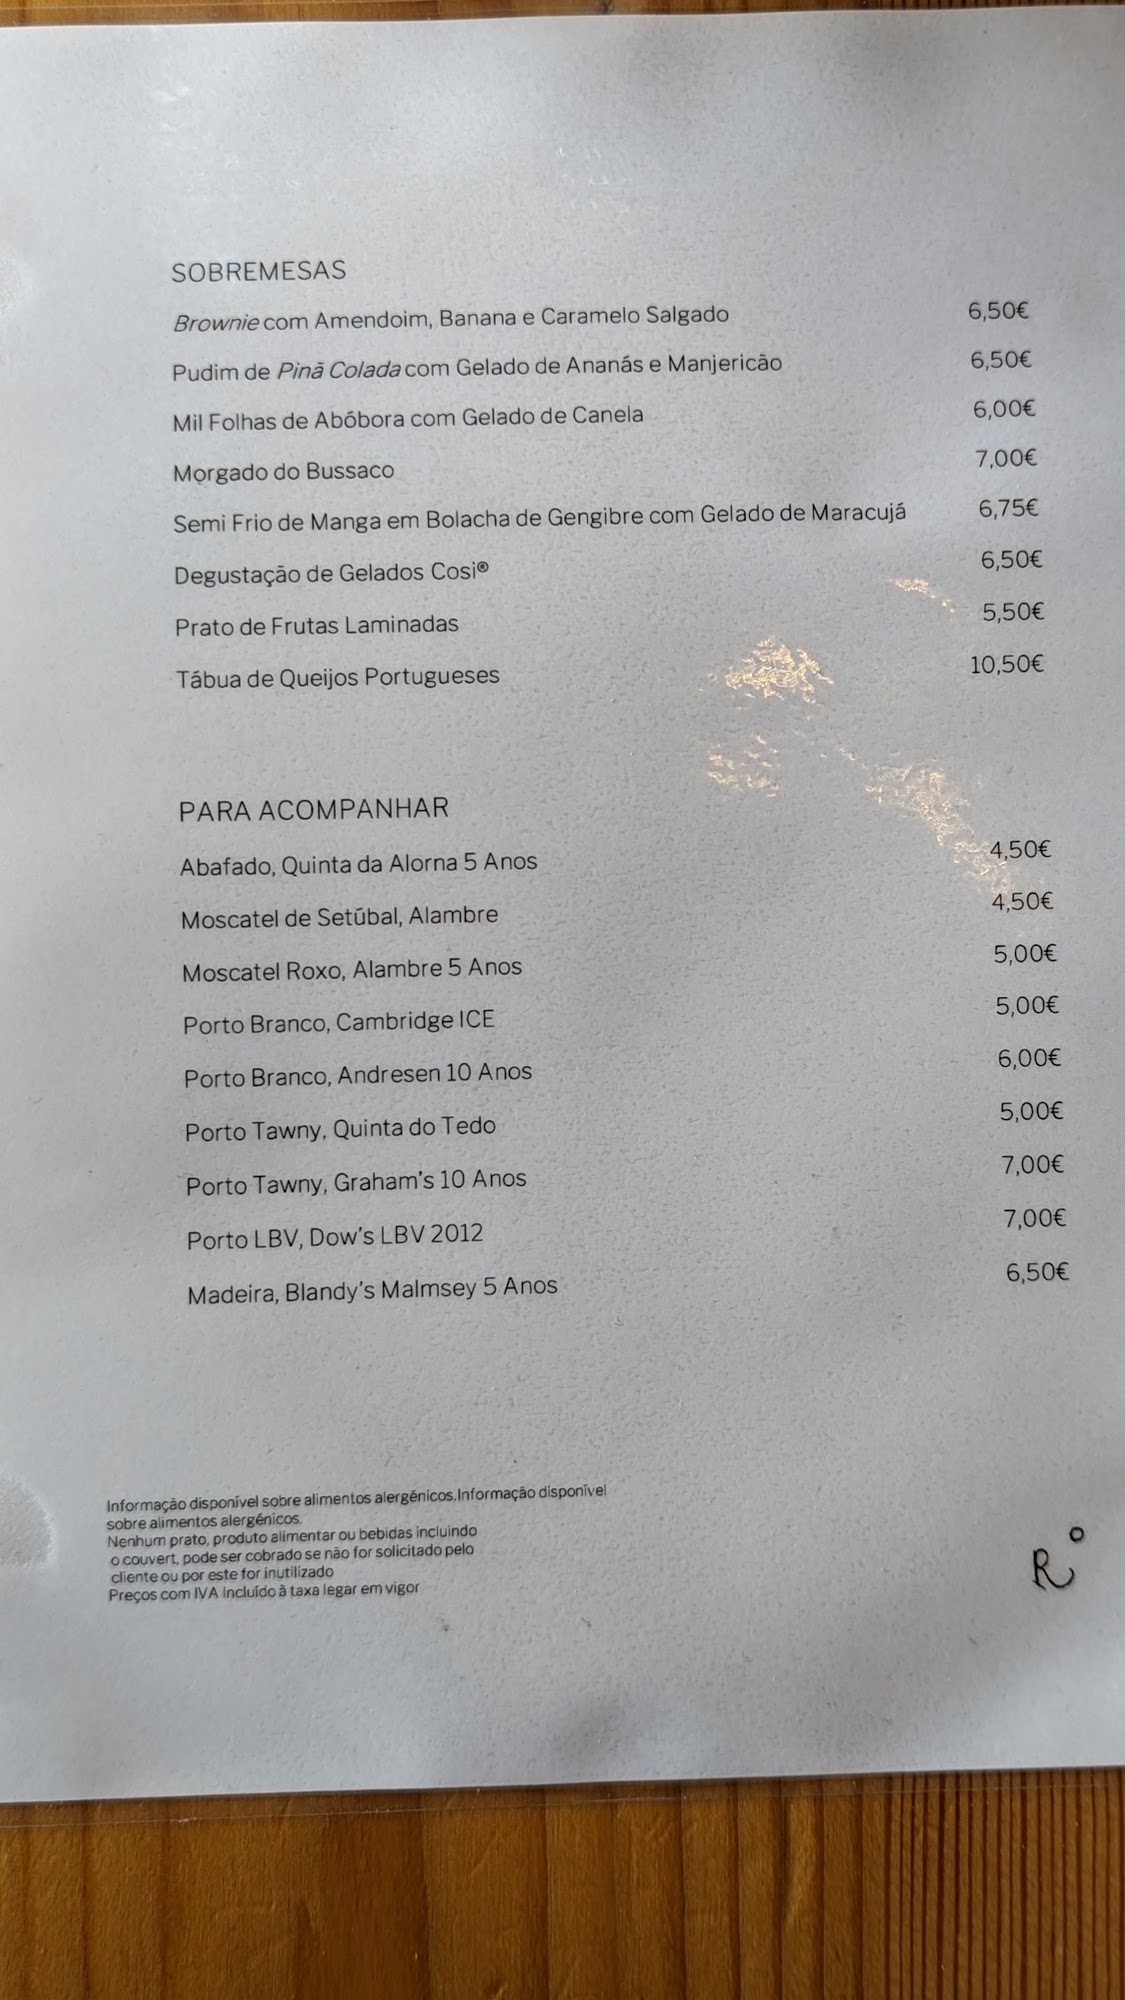 SOBREMESAS
Brownie com Amendoim, Banana e Caramelo Salgado 6,50€
Pudim de Pinã Colada com Gelado de Ananás e Manjericão 6,50€
Mil Folhas de Abóbora com Gelado de Canela 6,00€
Morgado do Bussaco 7,00€
Semi Frio de Manga em Bolacha de Gengibre com Gelado de Maracujá 6,75€
Degustação de Gelados Cosi® 6,50€
Prato de Frutas Laminadas 5,50€
Tábua de Queijos Portugueses 10,50€
PARA ACOMPANHAR
Abafado, Quinta da Alorna 5 Anos 4,50€
Moscatel de Setúbal, Alambre 4,50€
Moscatel Roxo, Alambre 5 Anos 5,00€
Porto Branco, Cambridge ICE 5,00€
Porto Branco, Andresen 10 Anos 6,00€
Porto Tawny, Quinta do Tedo 5,00€
Porto Tawny, Graham's 10 Anos 7,00€
Porto LBV, Dow's LBV 2012 7,00€
Madeira, Blandy's Malmsey 5 Anos 6,50€
Informação disponível sobre alimentos alergénicos.Informação disponível
sobre alimentos alergénicos.
Nenhum prato, produto alimentar ou bebidas incluindo
o couvert, pode ser cobrado se não for solicitado pelo
cliente ou por este for inutilizado
Preços com IVA Incluído à taxa legar em vigor
R°